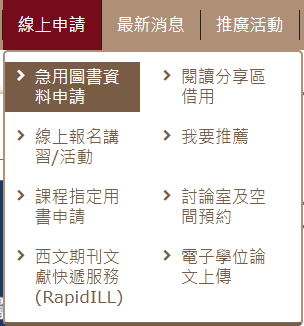 線上申請
最新消息
推廣活動
急用圖書資
料申請
閱讀分享區
借用
線上報名講
習/活動
我要推薦
課程指定用
書申請
討論室及空
間預約
西文期刊文
獻快遞服務
(RapidILL)
電子學位論
文上傳